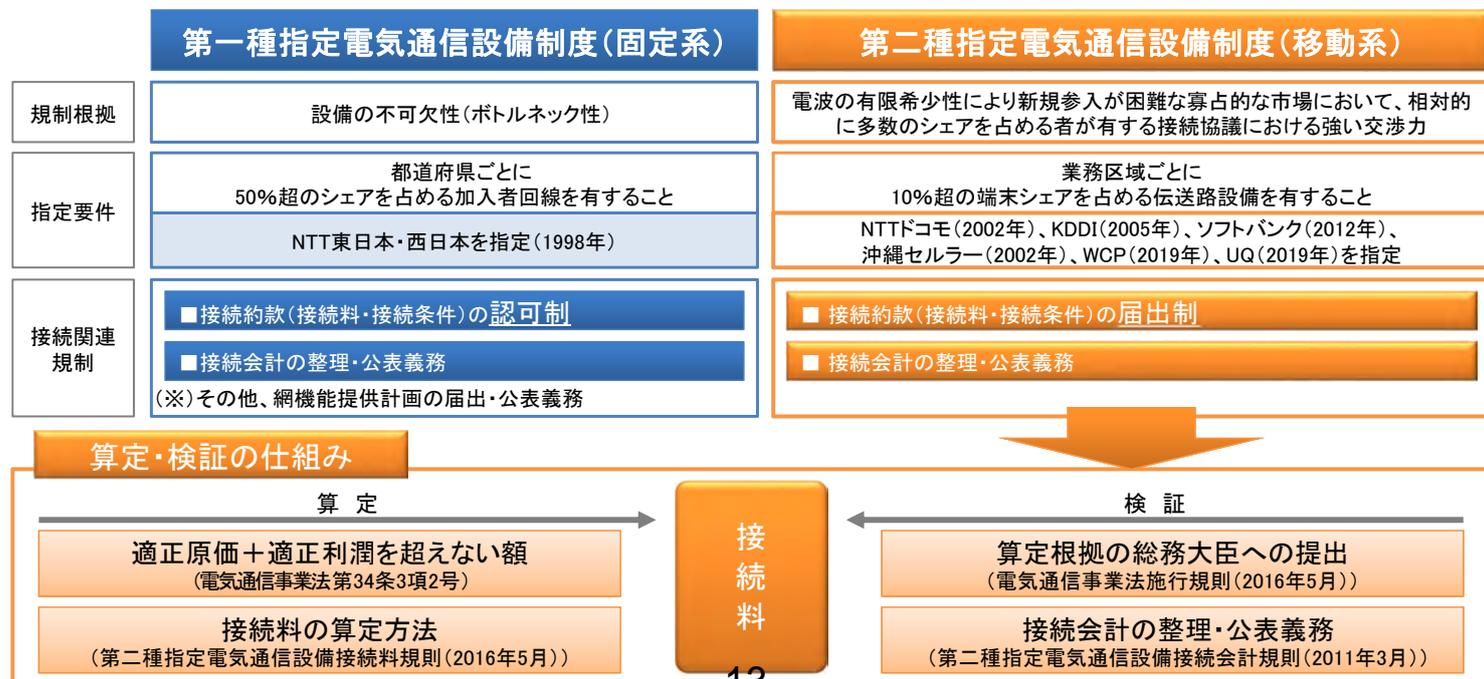 第一種指定電気通信設備制度(固定系)
第二種指定電気通信設備制度(移動系)
規制根拠
設備の不可欠性(ボトルネック性)
電波の有限希少性により新規参入が困難な寡占的な市場において、相対的
に多数のシェアを占める者が有する接続協議における強い交渉力
指定要件
都道府県ごとに
50%超のシェアを占める加入者回線を有すること
NTT東日本・西日本を指定(1998年)
業務区域ごとに
10%超の端末シェアを占める伝送路設備を有すること
NTTドコモ(2002年)、KDDI(2005年)、ソフトバンク(2012年)、
沖縄セルラー(2002年)、WCP(2019年)、UQ(2019年)を指定
接続関連
規制
■接続約款(接続料・接続条件)の認可制
■接続会計の整理・公表義務
(※)その他、網機能提供計画の届出・公表義務
■ 接続約款(接続料・接続条件)の届出制
■ 接続会計の整理・公表義務
算定・検証の仕組み
算 定
適正原価+適正利潤を超えない額
(電気通信事業法第34条3項2号)
接続料の算定方法
(第二種指定電気通信設備接続料規則(2016年5月))
接続料
検 証
算定根拠の総務大臣への提出
(電気通信事業法施行規則(2016年5月))
接続会計の整理・公表義務
(第二種指定電気通信設備接続会計規則(2011年3月))